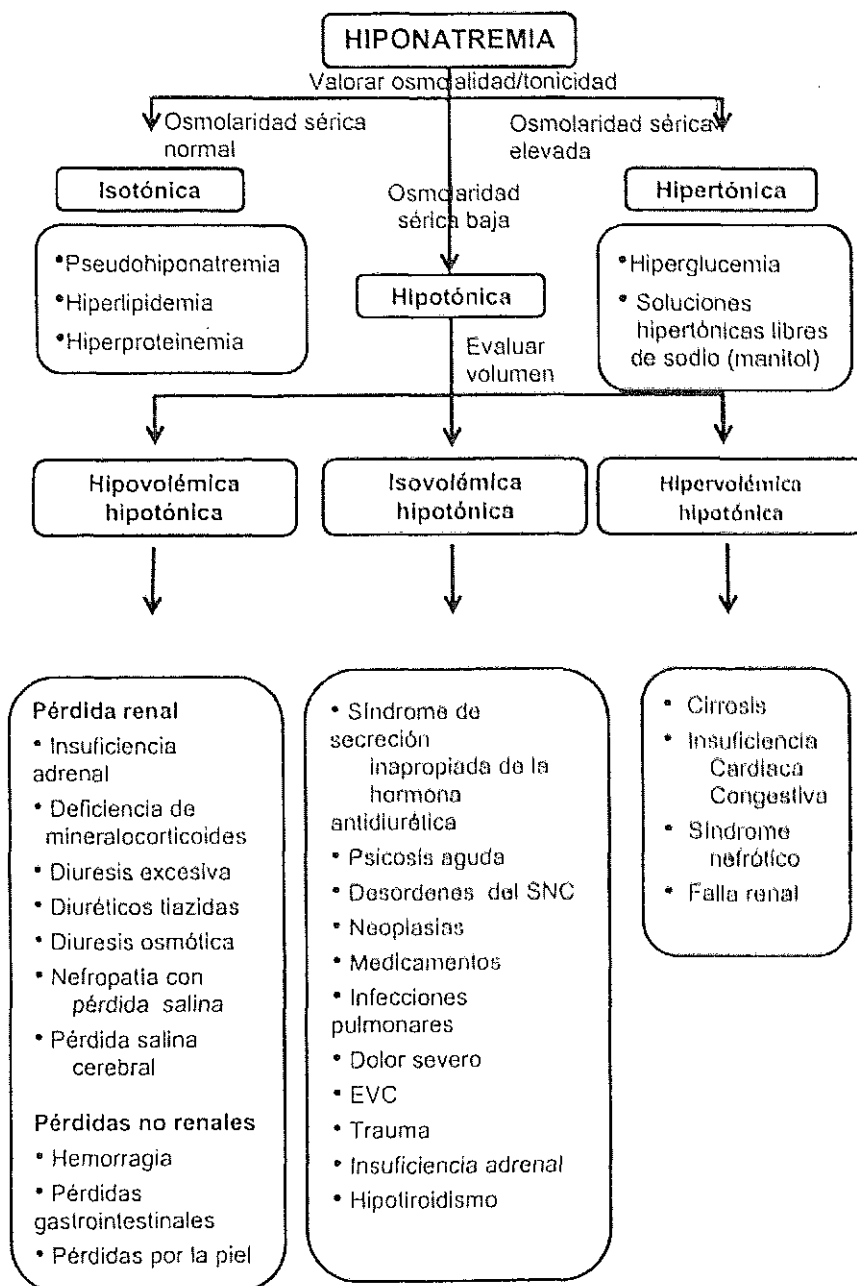 HIPONATREMIA
Valorar osmolalidad/tonicidad
Osmolaridad sérica
normal
Osmolaridad sérica
elevada
Isotónica
Osmolaridad
sérica baja
Hipertónica
•Pseudohiponatremia
•Hiperlipidemia
•Hiperproteinemia
Hipotónica
•Hiperglucemia
• Soluciones
hipertónicas libres
de sodio (manitol)
Evaluar
volumen
Hipovolémica
hipotónica
Isovolémica
hipotónica
Hipervolémica
hipotónica
Pérdida renal
• Insuficiencia
adrenal
• Deficiencia de
mineralocorticoides
• Diuresis excesiva
• Diuréticos tiazidas
• Diuresis osmótica
• Nefropatia con
pérdida salina
• Pérdida salina
cerebral
Pérdidas no renales
• Hemorragia
• Pérdidas
gastrointestinales
• Pérdidas por la piel
• Síndrome de
secreción
inapropiada de la
hormona
antidiurética
• Psicosis aguda
• Desordenes del SNC
• Neoplasias
• Medicamentos
• Infecciones
pulmonares
• Dolor severo
• EVC
• Trauma
• Insuficiencia adrenal
• Hipotiroidismo
• Cirrosis
• Insuficiencia
Cardiaca
Congestiva
• Síndrome
nefrótico
• Falla renal